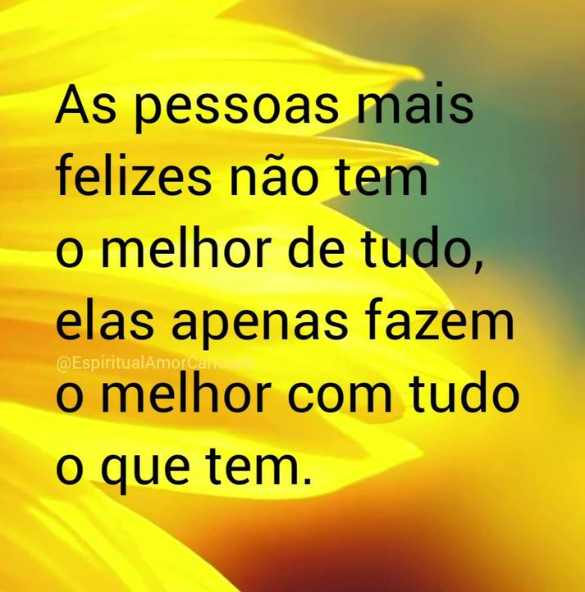 As pessoas mais
felizes não tem
o melhor de tudo,
elas apenas fazem
o melhor com tudo
o que tem.